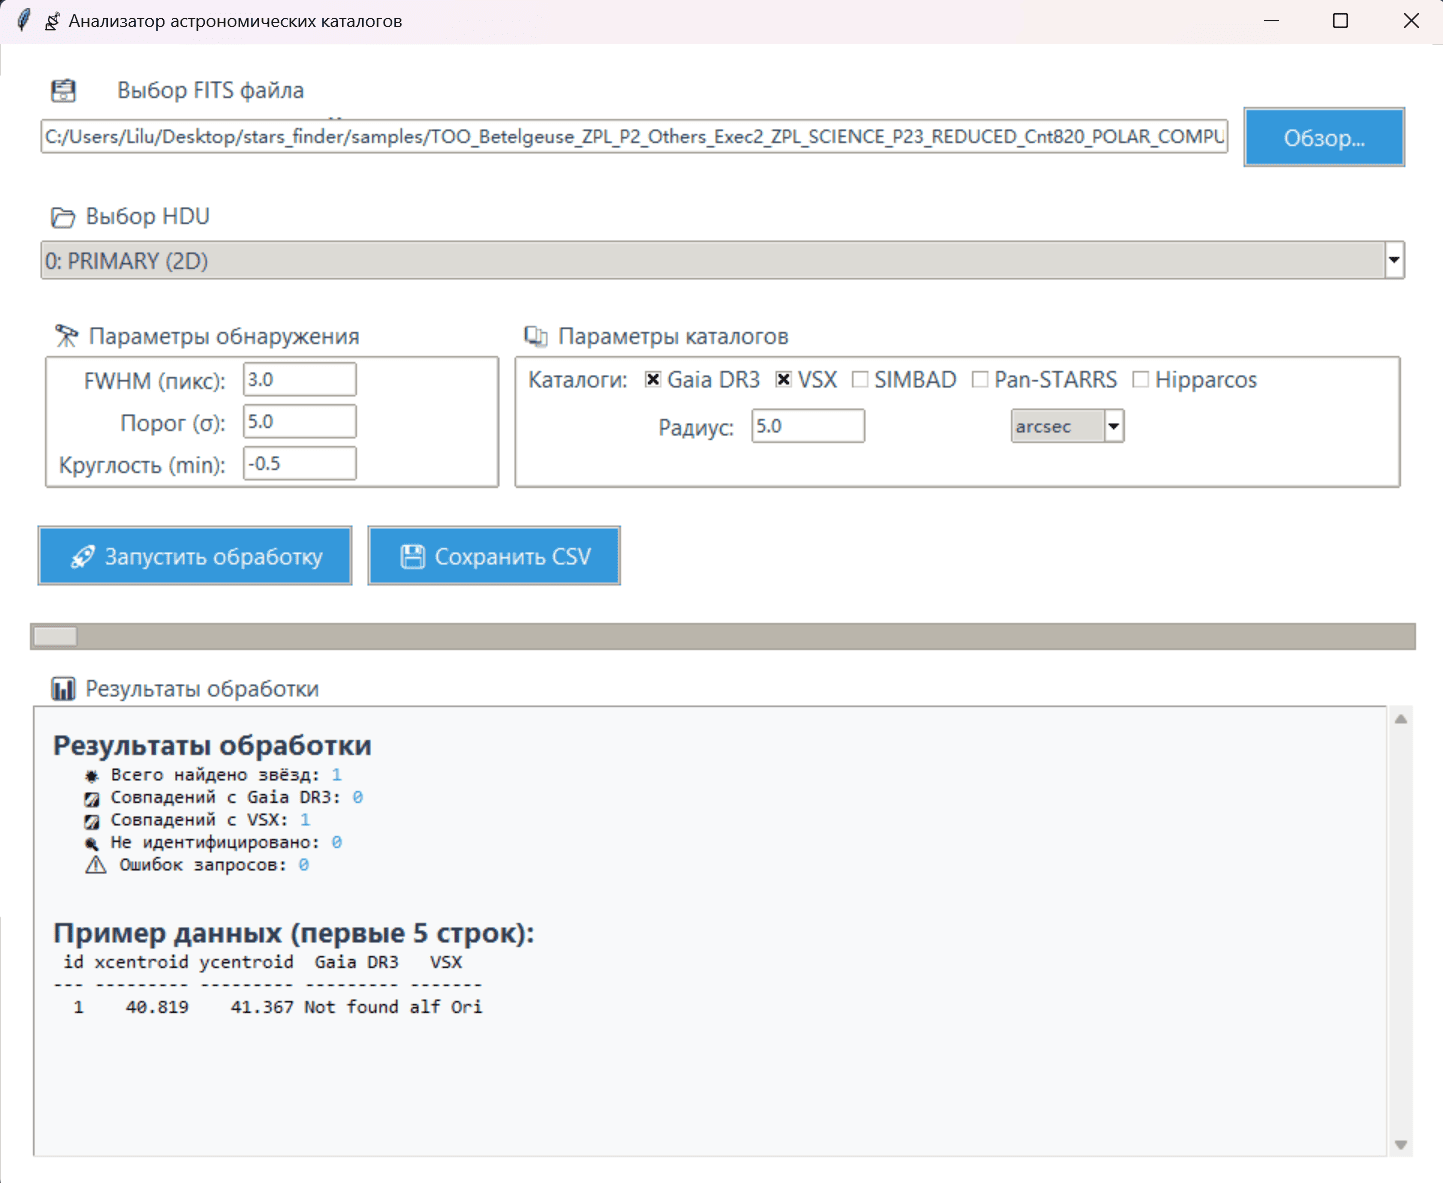 Анализатор астрономических каталогов
Выбор FITS файла
C:/Users/Lilu/Desktop/stars_finder/samples/TOO_Betelgeuse_ZPL_P2_Others_Exec2_ZPL_SCIENCE_P23_REDUCED_Cnt820_POLAR_COMPU
Обзор...
Выбор HDU
0: PRIMARY (2D)
Параметры обнаружения
FWHM (пикс): 3.0
Порог (σ): 5.0
Круглость (min): -0.5
Параметры каталогов
Каталоги: Gaia DR3 VSX SIMBAD Pan-STARRS Hipparcos
Радиус: 5.0 arcsec
Запустить обработку Сохранить CSV
Результаты обработки
Результаты обработки
Всего найдено звёзд: 1
Совпадений с Gaia DR3: 0
Совпадений с VSX: 1
Не идентифицировано: 0
Ошибок запросов: 0
Пример данных (первые 5 строк):
id xcentroid ycentroid Gaia DR3 VSX
--- --------- --------- --------- -------
1 40.819 41.367 Not found alf Ori